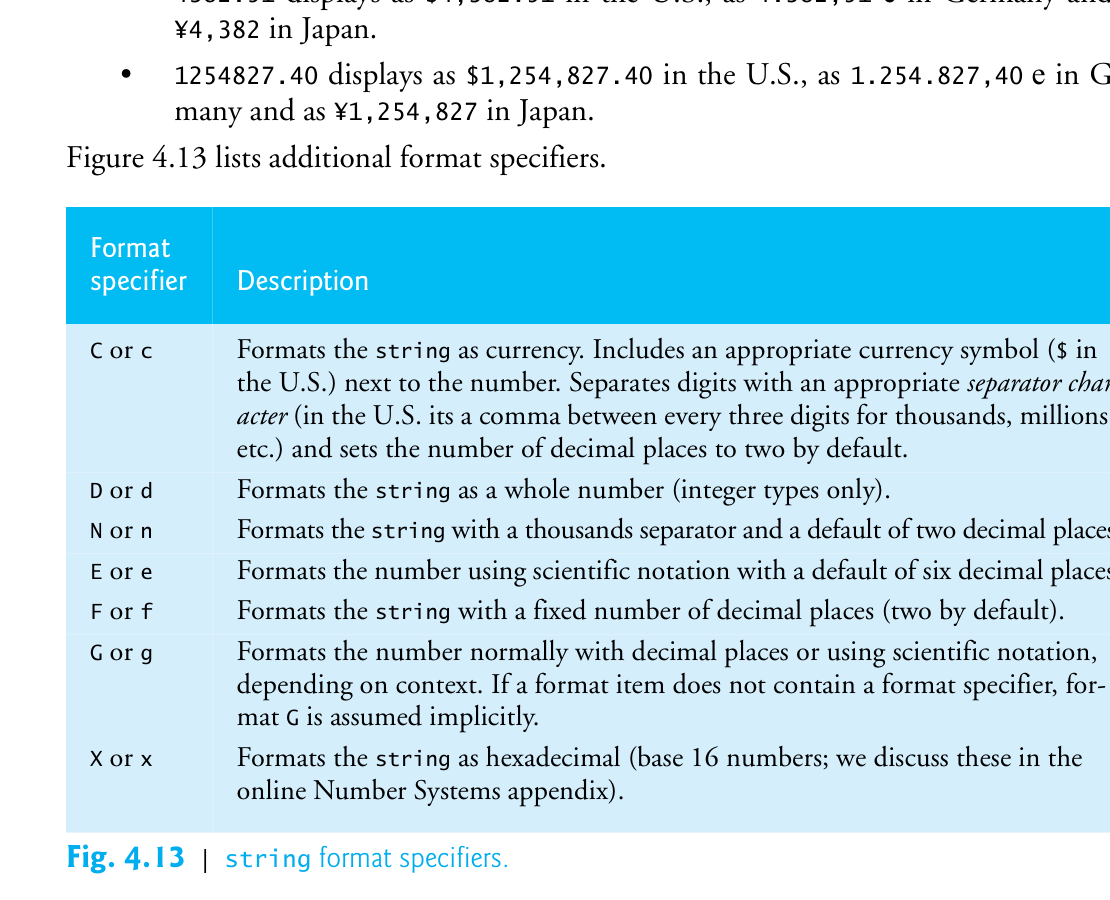 ¥4,382 in Japan.
• 1254827.40 displays as $1,254,827.40 in the U.S., as 1.254.827,40 e in G
many and as ¥1,254,827 in Japan.
Figure 4.13 lists additional format specifiers.
Format
specifier
Description
C or c
Formats the string as currency. Includes an appropriate currency symbol ($ in
the U.S.) next to the number. Separates digits with an appropriate separator char
acter (in the U.S. its a comma between every three digits for thousands, millions
etc.) and sets the number of decimal places to two by default.
D or d
Formats the string as a whole number (integer types only).
N or n
Formats the string with a thousands separator and a default of two decimal places
E or e
Formats the number using scientific notation with a default of six decimal places
F or f
Formats the string with a fixed number of decimal places (two by default).
G or g
Formats the number normally with decimal places or using scientific notation,
depending on context. If a format item does not contain a format specifier, for-
mat G is assumed implicitly.
X or x
Formats the string as hexadecimal (base 16 numbers; we discuss these in the
online Number Systems appendix).
Fig. 4.13 | string format specifiers.